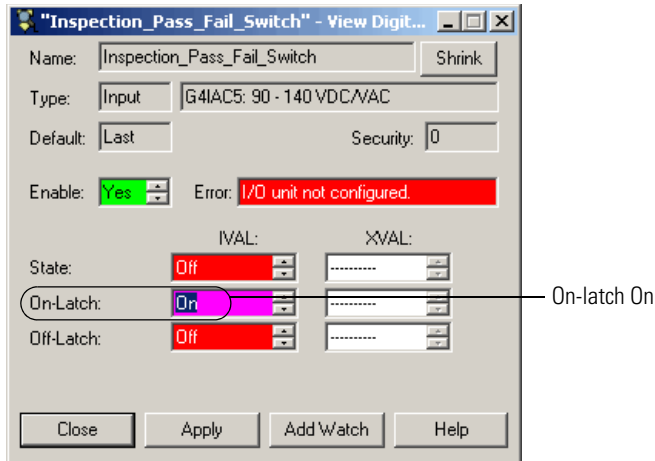 "Inspection_Pass_Fail_Switch" - View Digit...
Name: Inspection_Pass_Fail_Switch Shrink
Type: Input G4IAC5: 90 - 140 VDC/VAC
Default: Last Security: 0
Enable: Yes Error: I/O unit not configured.
IVAL: XVAL:
State: Off ---------
On-Latch: On --------- On-latch On
Off-Latch: Off ---------
Close Apply Add Watch Help